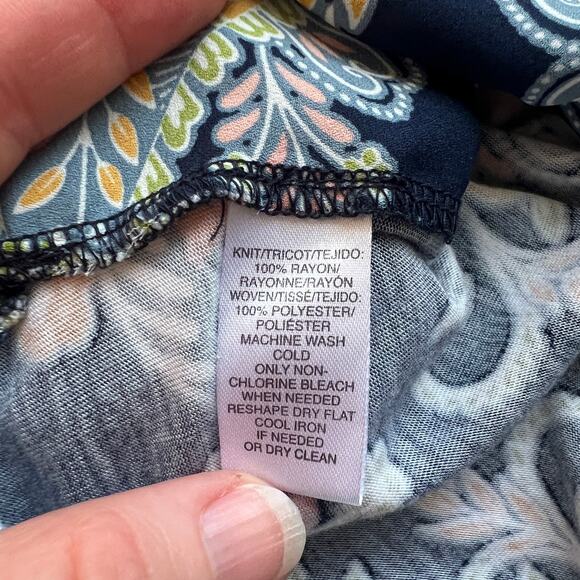 KNIT/TRICOT/TEJIDO:
100% RAYON/
RAYONNE/RAYÓN
WOVEN/TISSÉ/TEJIDO:
100% POLYESTER/
POLIÉSTER
MACHINE WASH
COLD
ONLY NON-
CHLORINE BLEACH
WHEN NEEDED
RESHAPE DRY FLAT
COOL IRON
IF NEEDED
OR DRY CLEAN